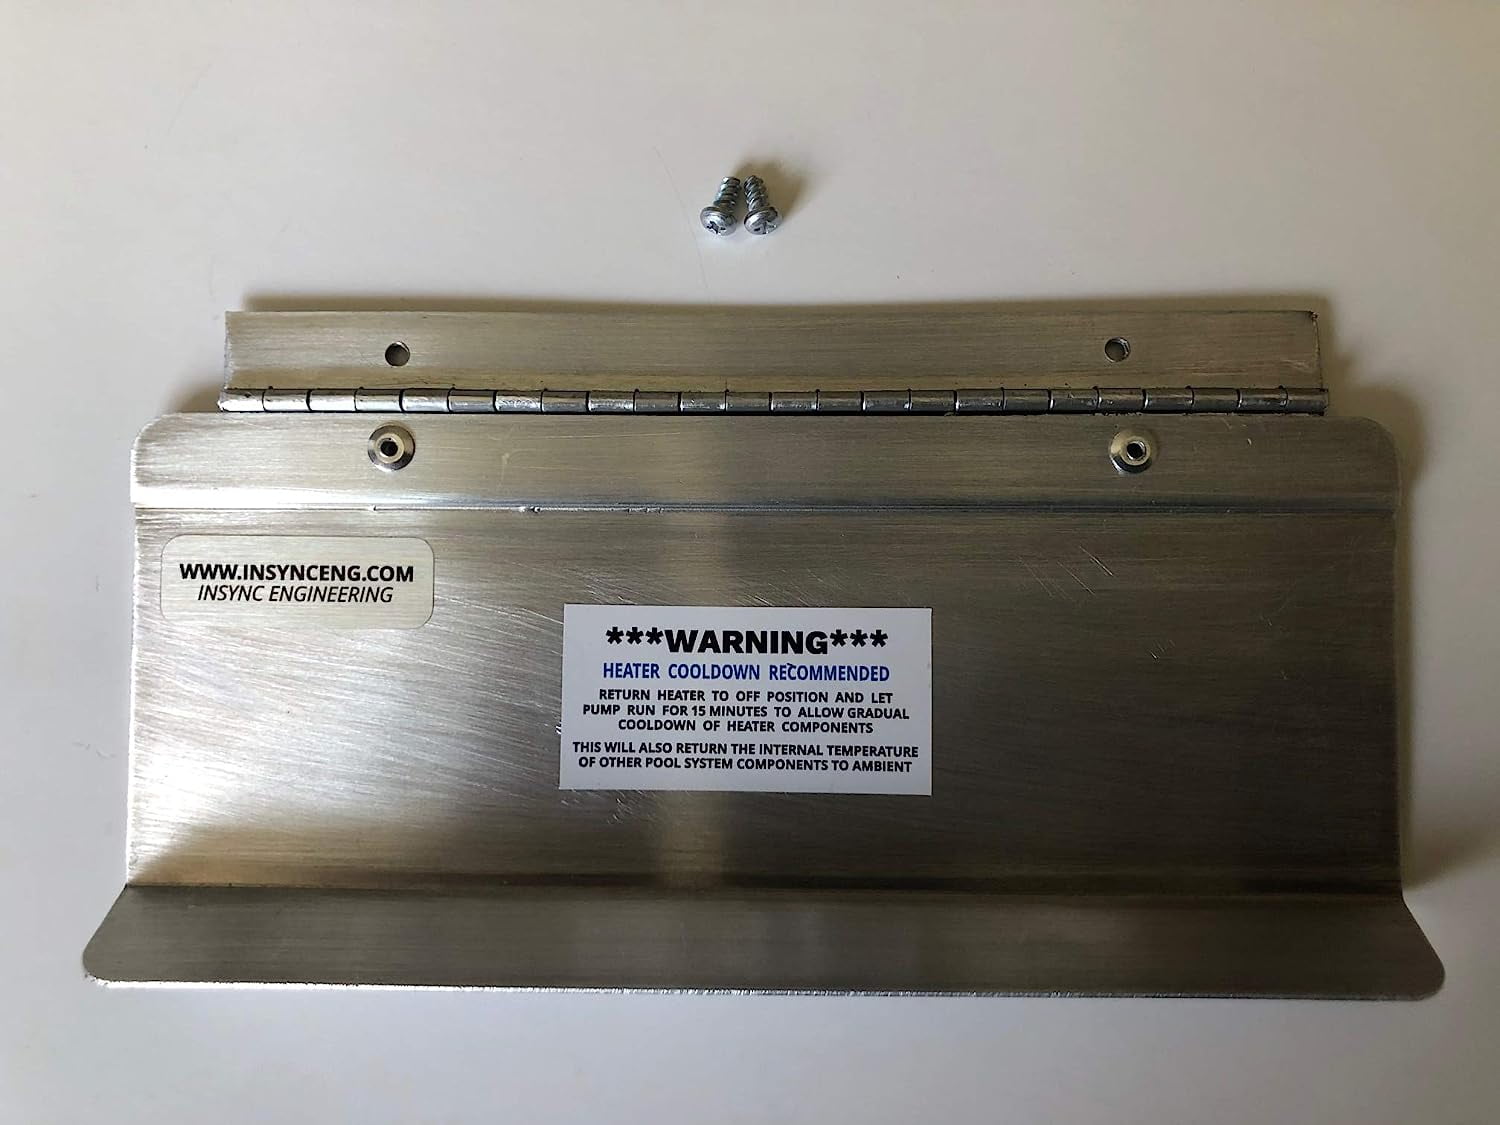 WWW.INSYNCENG.COM
INSYNC ENGINEERING
***WARNING***
HEATER COOLDOWN RECOMMENDED
RETURN HEATER TO OFF POSITION AND LET
PUMP RUN FOR 15 MINUTES TO ALLOW GRADUAL
COOLDOWN OF HEATER COMPONENTS
THIS WILL ALSO RETURN THE INTERNAL TEMPERATURE
OF OTHER POOL SYSTEM COMPONENTS TO AMBIENT